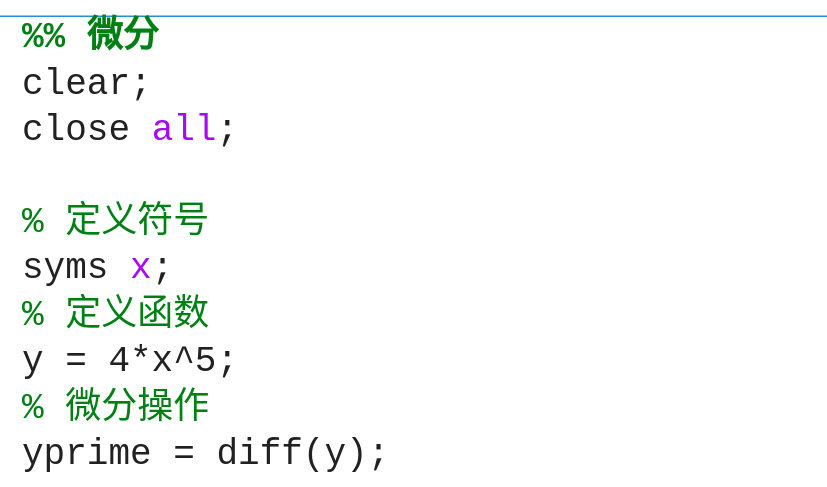 %% 微分
clear;
close all;
% 定义符号
syms x;
% 定义函数
y = 4*x^5;
% 微分操作
yprime = diff(y);